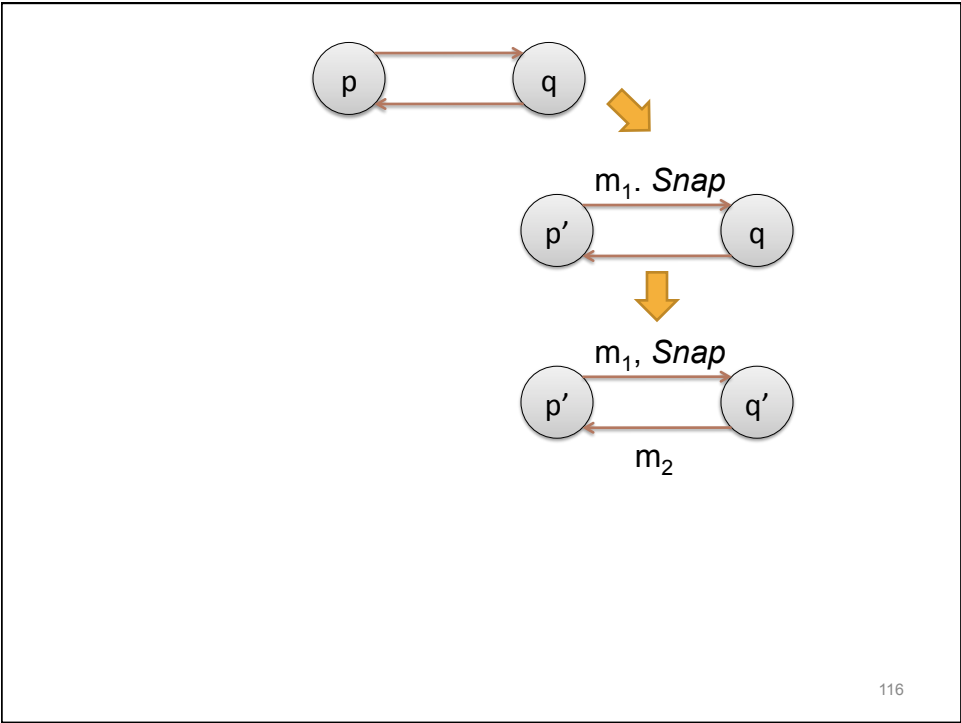 p q
m₁. Snap
p’ q
m₁, Snap
p’ q’
m₂
116